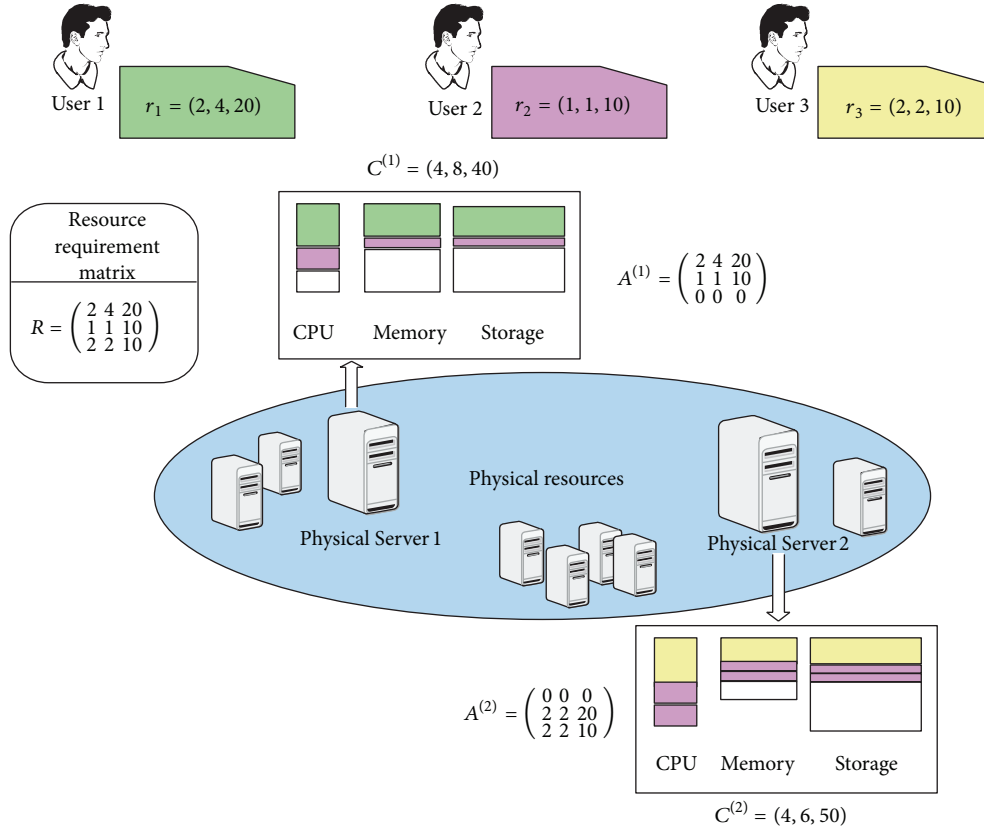 User 1
r₁ = (2, 4, 20)
User 2
r₂ = (1, 1, 10)
User 3
r₃ = (2, 2, 10)
C⁽¹⁾ = (4, 8, 40)
Resource
requirement
matrix
R = ( 2 4 20
1 1 10
2 2 10 )
CPU Memory Storage
A⁽¹⁾ = ( 2 4 20
1 1 10
0 0 0 )
Physical resources
Physical Server 1
Physical Server 2
A⁽²⁾ = ( 0 0 0
2 2 20
2 2 10 )
CPU Memory Storage
C⁽²⁾ = (4, 6, 50)